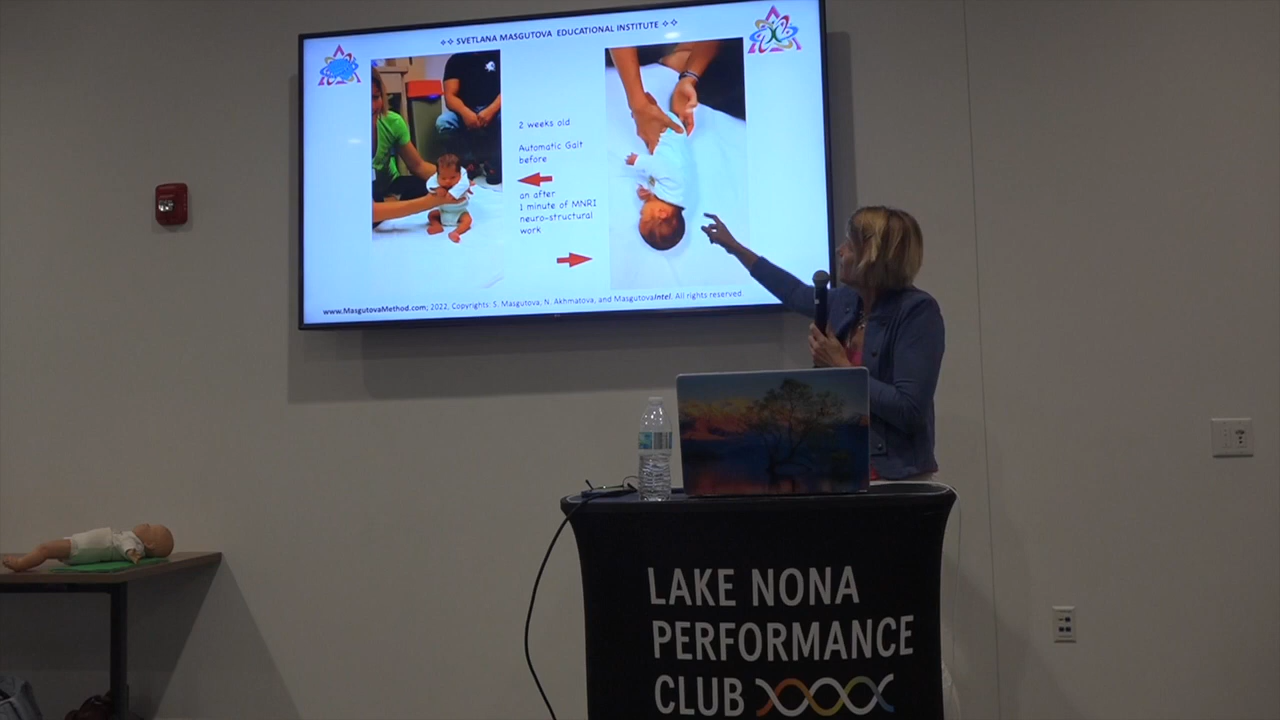 SVETLANA MASGUTOVA EDUCATIONAL INSTITUTE
2 weeks old
Automatic Gait
before
an after
1 minute of MNRI
neuro-structural
work
www.MasgutovaMethod.com; 2022, Copyrights: S. Masgutova, N. Akhmatova, and MasgutovaIntel. All rights reserved.
LAKE NONA
PERFORMANCE
CLUB